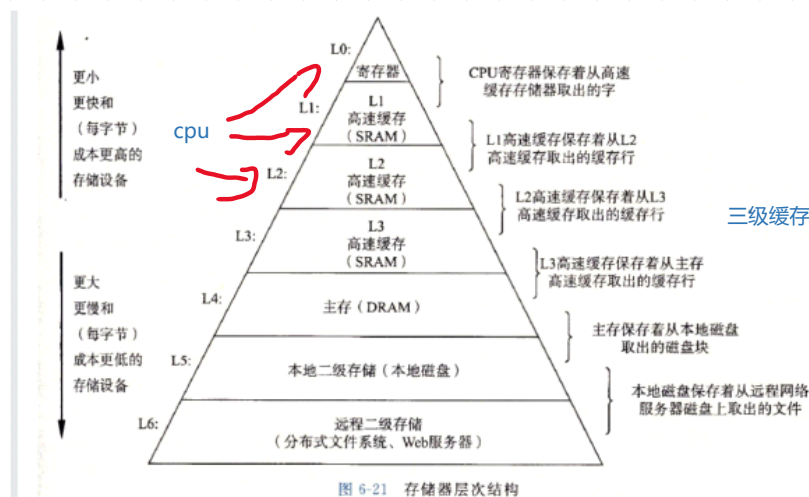 L0:
寄存器
CPU寄存器保存着从高速
缓存存储器取出的字
更小
更快和
（每字节）
成本更高的
存储设备
cpu
L1:
L1
高速缓存
（SRAM）
L1高速缓存保存着从L2
高速缓存取出的缓存行
L2:
L2
高速缓存
（SRAM）
L2高速缓存保存着从L3
高速缓存取出的缓存行
三级缓存
L3:
L3
高速缓存
（SRAM）
L3高速缓存保存着从主存
高速缓存取出的缓存行
更大
更慢和
（每字节）
成本更低的
存储设备
L4:
主存（DRAM）
主存保存着从本地磁盘
取出的磁盘块
L5:
本地二级存储（本地磁盘）
本地磁盘保存着从远程网络
服务器磁盘上取出的文件
L6:
远程二级存储
（分布式文件系统、Web服务器）
图 6-21 存储器层次结构